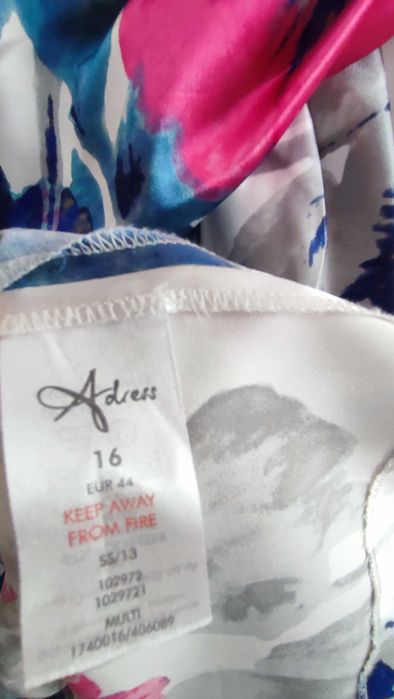 Adress
16
EUR 44
KEEP AWAY
FROM FIRE
SS/13
102972
1029721
MULTI
1740016/406089